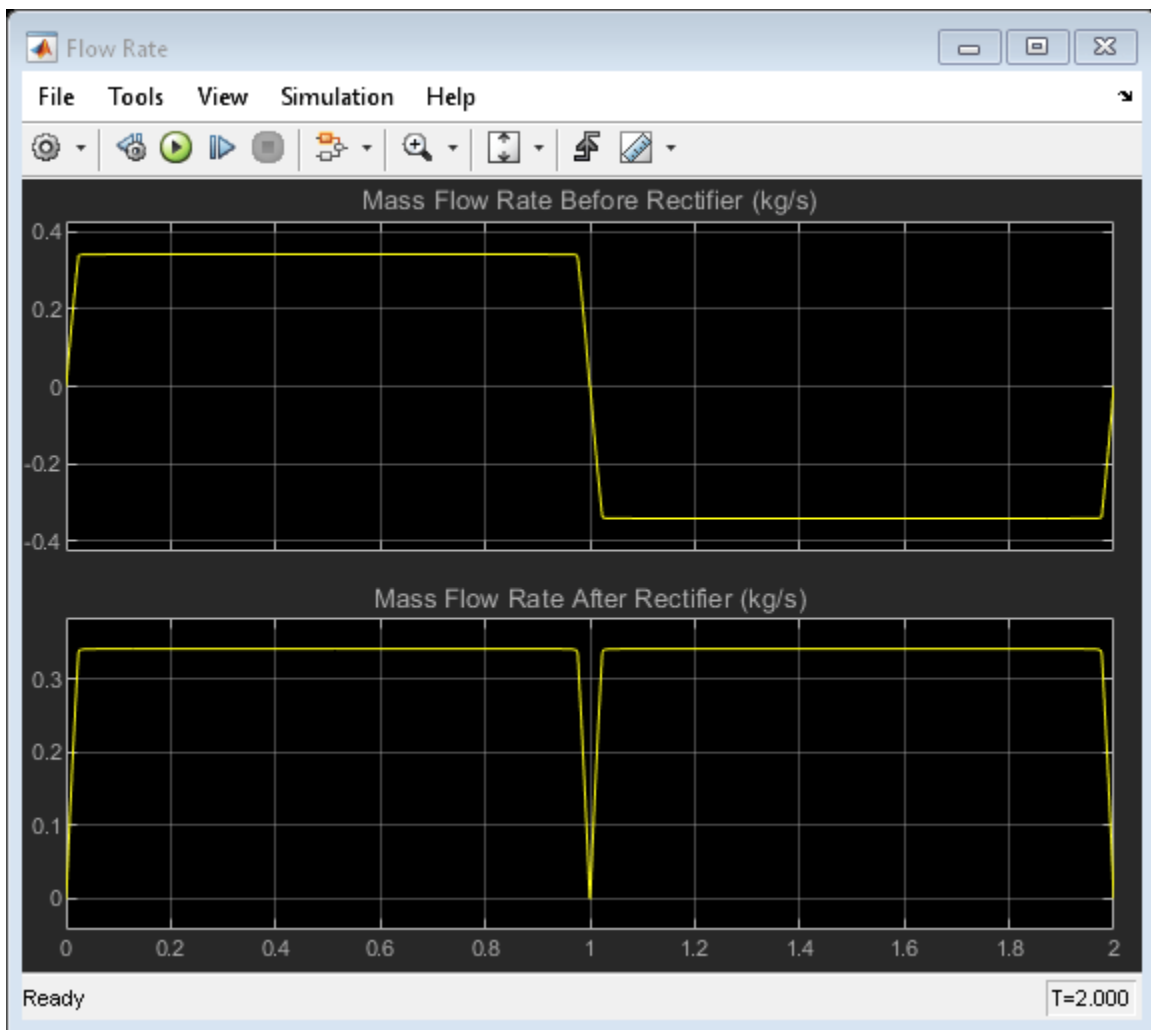 Flow Rate
File Tools View Simulation Help
Mass Flow Rate Before Rectifier (kg/s)
0.4
0.2
0
-0.2
-0.4
Mass Flow Rate After Rectifier (kg/s)
0.3
0.2
0.1
0
0 0.2 0.4 0.6 0.8 1 1.2 1.4 1.6 1.8 2
Ready T=2.000